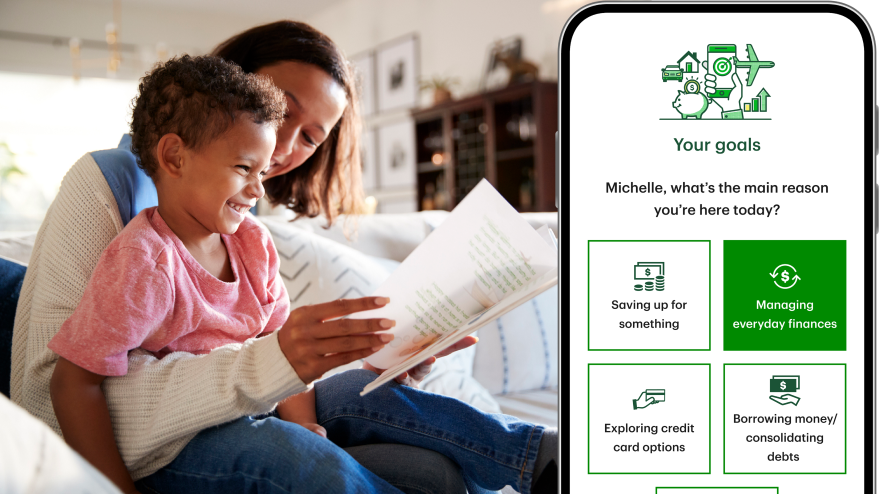 Your goals
Michelle, what's the main reason
you're here today?
$
Saving up for
something
$
Managing
everyday finances
Exploring credit
card options
$
Borrowing money/
consolidating
debts